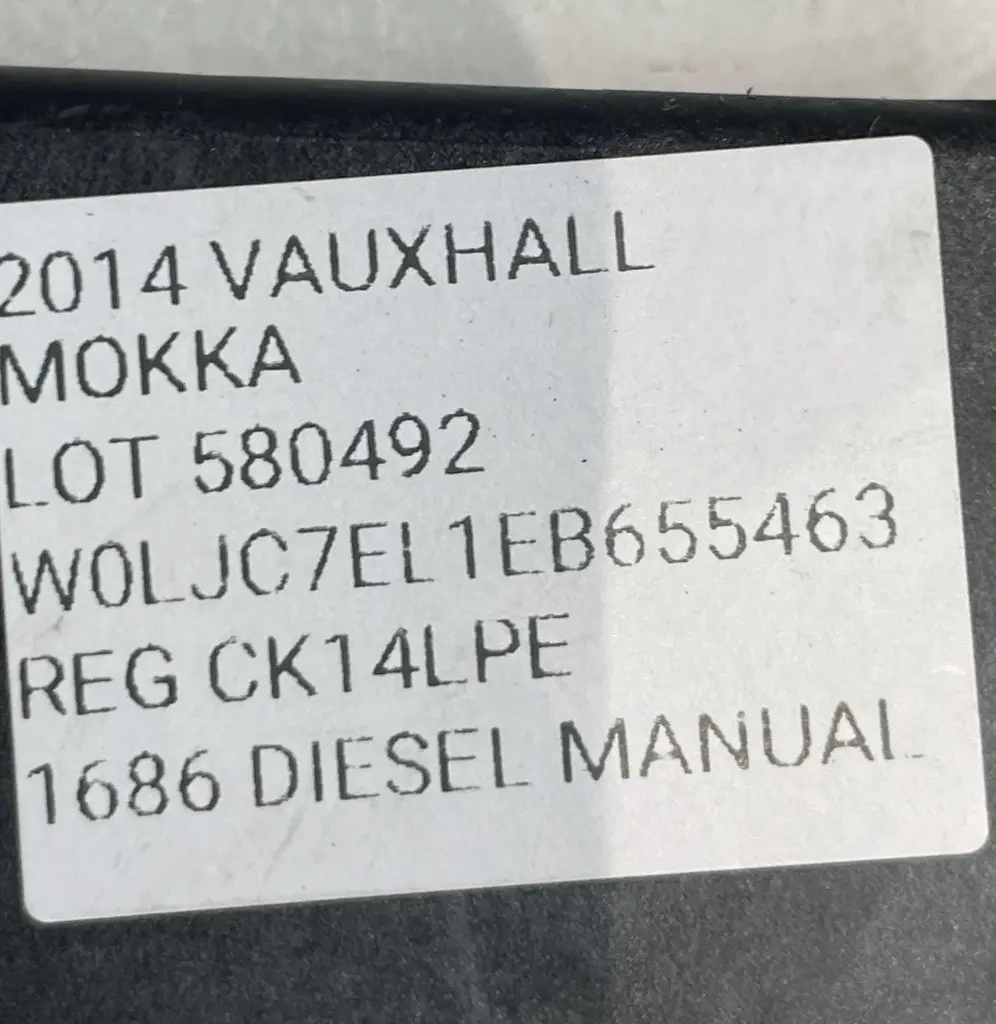 2014 VAUXHALL
MOKKA
LOT 580492
W0LJC7EL1EB655463
REG CK14LPE
1686 DIESEL MANUAL